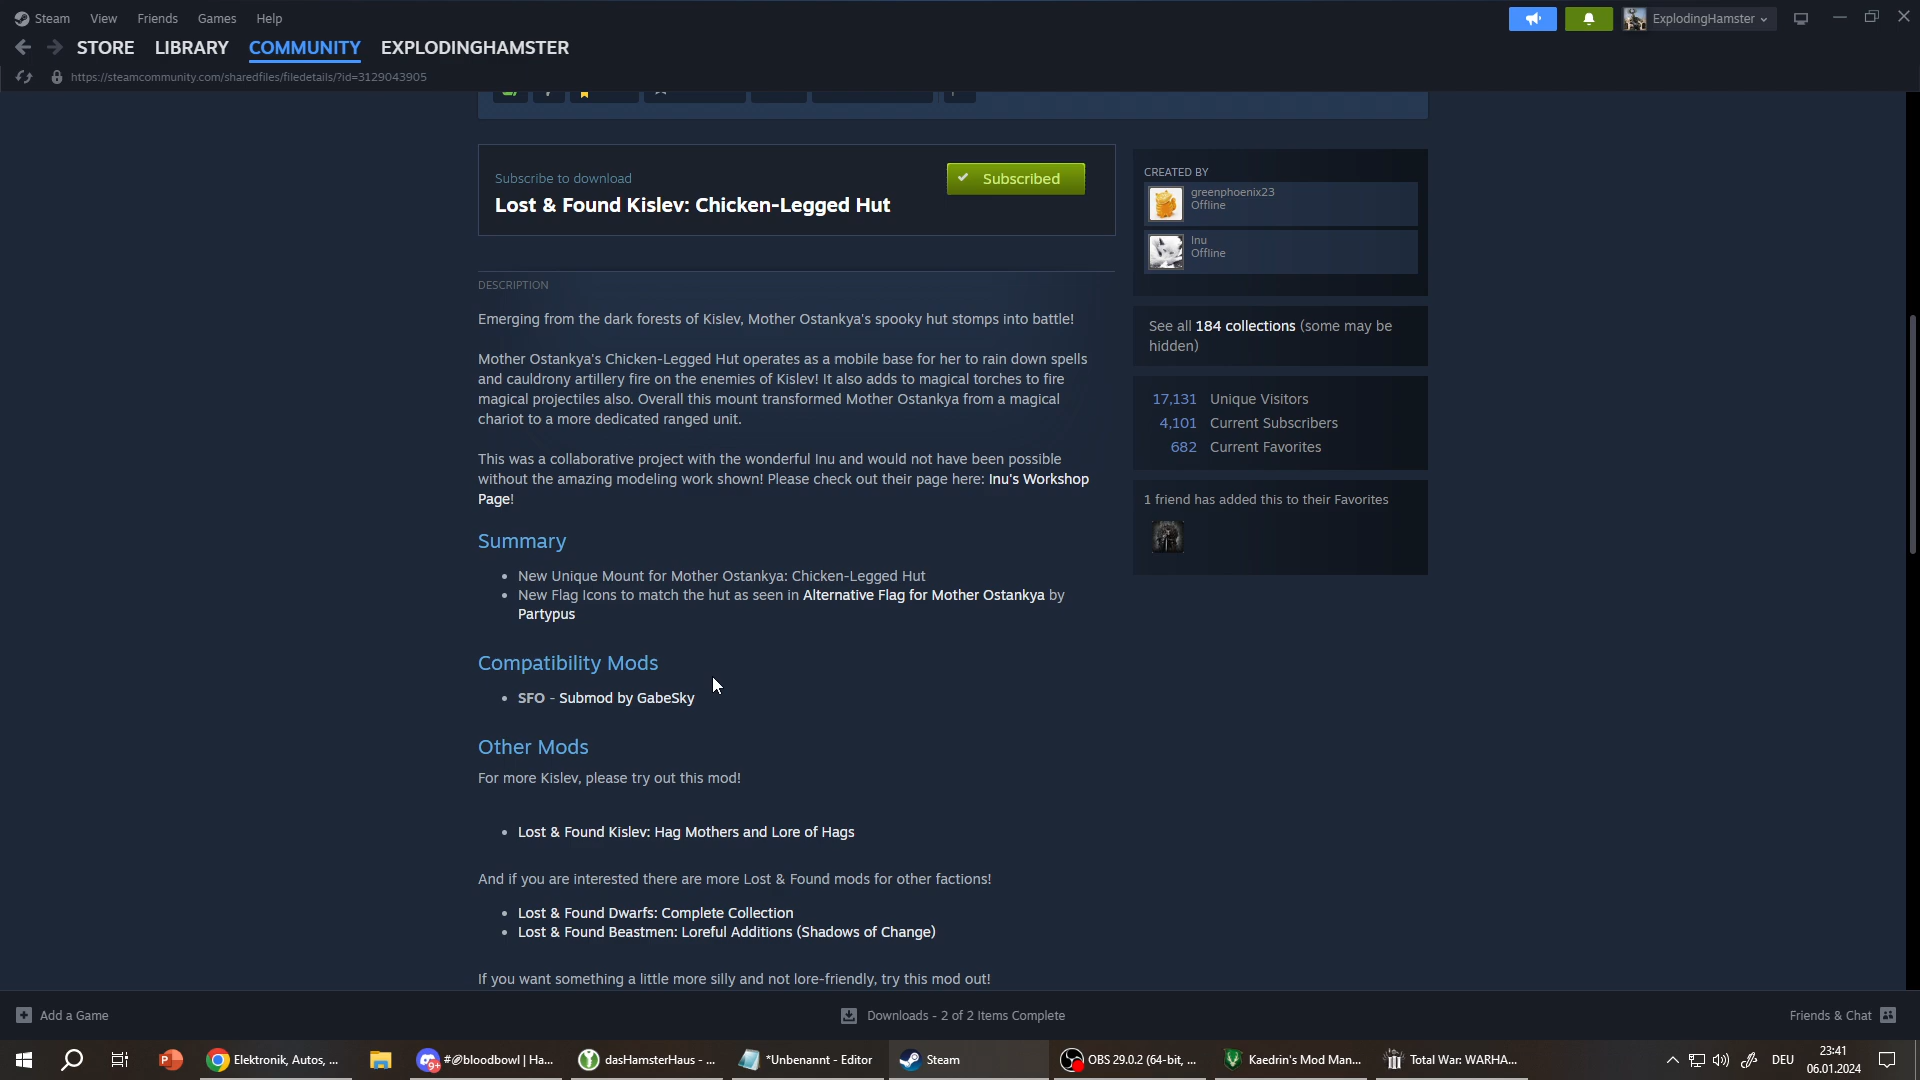 Steam View Friends Games Help
ExplodingHamster
STORE LIBRARY COMMUNITY EXPLODINGHAMSTER
https://steamcommunity.com/sharedfiles/filedetails/?id=3129043905
Subscribe to download
Subscribed
Lost & Found Kislev: Chicken-Legged Hut
CREATED BY
greenphoenix23
Offline
Inu
Offline
See all 184 collections (some may be
hidden)
17,131 Unique Visitors
4,101 Current Subscribers
682 Current Favorites
1 friend has added this to their Favorites
DESCRIPTION
Emerging from the dark forests of Kislev, Mother Ostankya's spooky hut stomps into battle!
Mother Ostankya's Chicken-Legged Hut operates as a mobile base for her to rain down spells
and cauldrony artillery fire on the enemies of Kislev! It also adds to magical torches to fire
magical projectiles also. Overall this mount transformed Mother Ostankya from a magical
chariot to a more dedicated ranged unit.
This was a collaborative project with the wonderful Inu and would not have been possible
without the amazing modeling work shown! Please check out their page here: Inu's Workshop
Page!
Summary
• New Unique Mount for Mother Ostankya: Chicken-Legged Hut
• New Flag Icons to match the hut as seen in Alternative Flag for Mother Ostankya by
Partypus
Compatibility Mods
• SFO - Submod by GabeSky
Other Mods
For more Kislev, please try out this mod!
• Lost & Found Kislev: Hag Mothers and Lore of Hags
And if you are interested there are more Lost & Found mods for other factions!
• Lost & Found Dwarfs: Complete Collection
• Lost & Found Beastmen: Loreful Additions (Shadows of Change)
If you want something a little more silly and not lore-friendly, try this mod out!
Add a Game
Downloads - 2 of 2 Items Complete
Friends & Chat
Elektronik, Autos, ...
#@bloodbowl | Ha...
dasHamsterHaus - ...
*Unbenannt - Editor
Steam
OBS 29.0.2 (64-bit, ...
Kaedrin's Mod Man...
Total War: WARHA...
DEU
23:41
06.01.2024